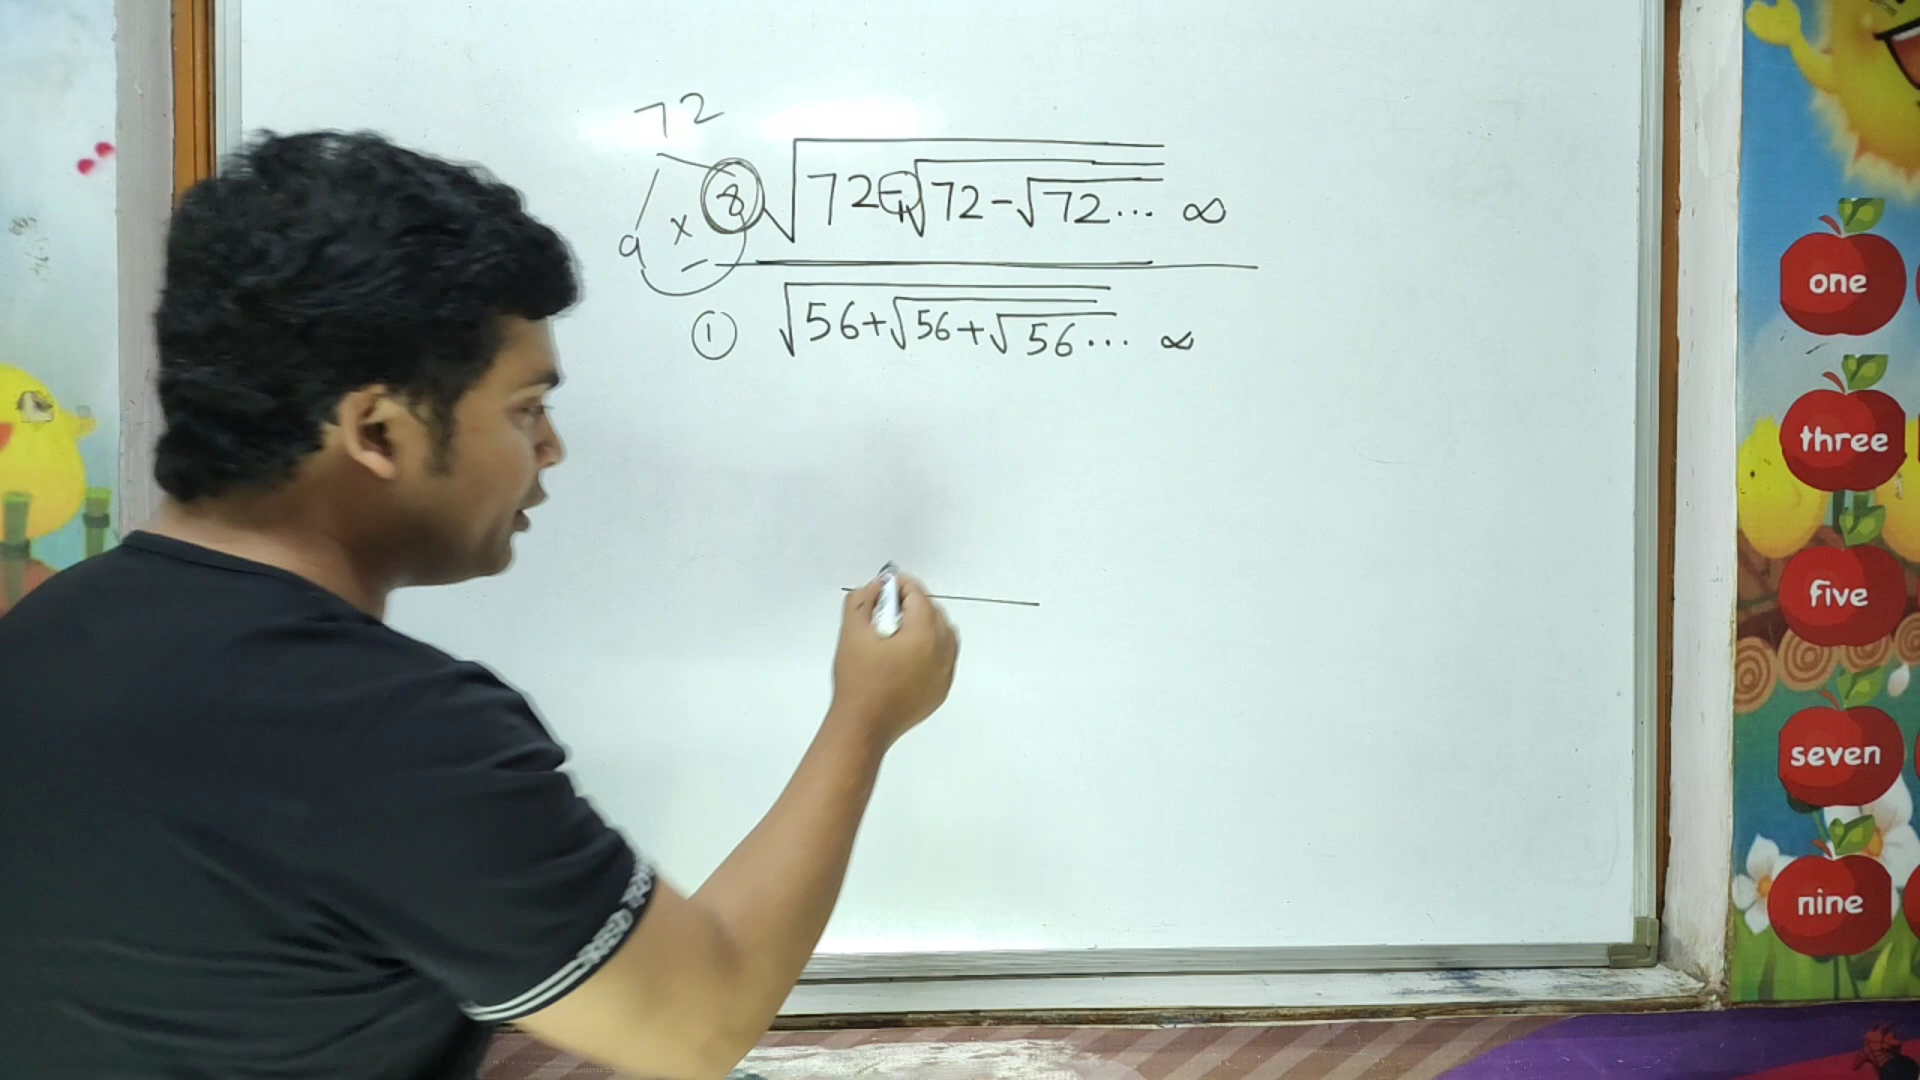 72
9 × 8 √72-√72-√72... ∞
- 
① √56+√56+√56... ∞
one
three
five
seven
nine